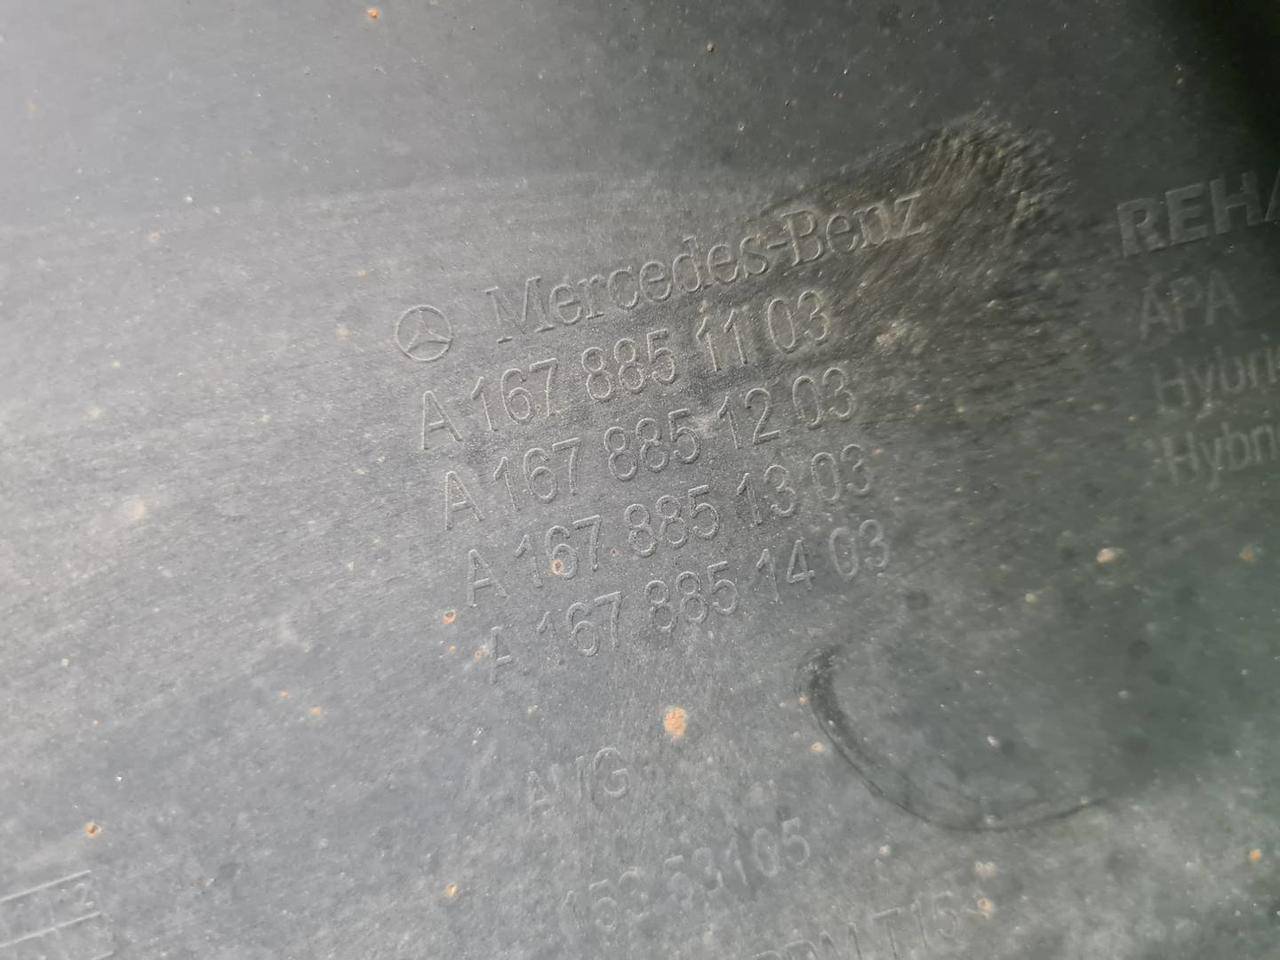 Mercedes-Benz
A 167 885 11 03
A 167 885 12 03
A 167 885 13 03
A 167 885 14 03
REHA
APA
AMG